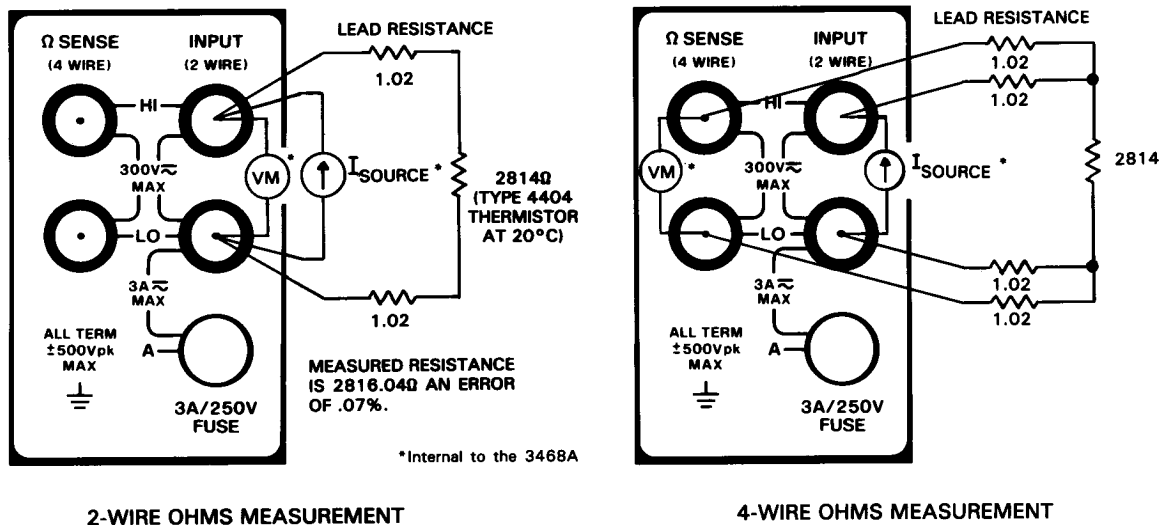 LEAD RESISTANCE
Ω SENSE
(4 WIRE)
INPUT
(2 WIRE)
1.02
HI
300V⎓
MAX
VM
*
I SOURCE *
2814Ω
(TYPE 4404
THERMISTOR
AT 20°C)
LO
3A⎓
MAX
1.02
ALL TERM
±500Vpk
MAX
A
MEASURED RESISTANCE
IS 2816.04Ω AN ERROR
OF .07%.
3A/250V
FUSE
*Internal to the 3468A
2-WIRE OHMS MEASUREMENT
LEAD RESISTANCE
Ω SENSE
(4 WIRE)
INPUT
(2 WIRE)
1.02
1.02
HI
300V⎓
MAX
VM
*
I SOURCE *
2814
LO
3A⎓
MAX
1.02
1.02
ALL TERM
±500Vpk
MAX
A
3A/250V
FUSE
4-WIRE OHMS MEASUREMENT